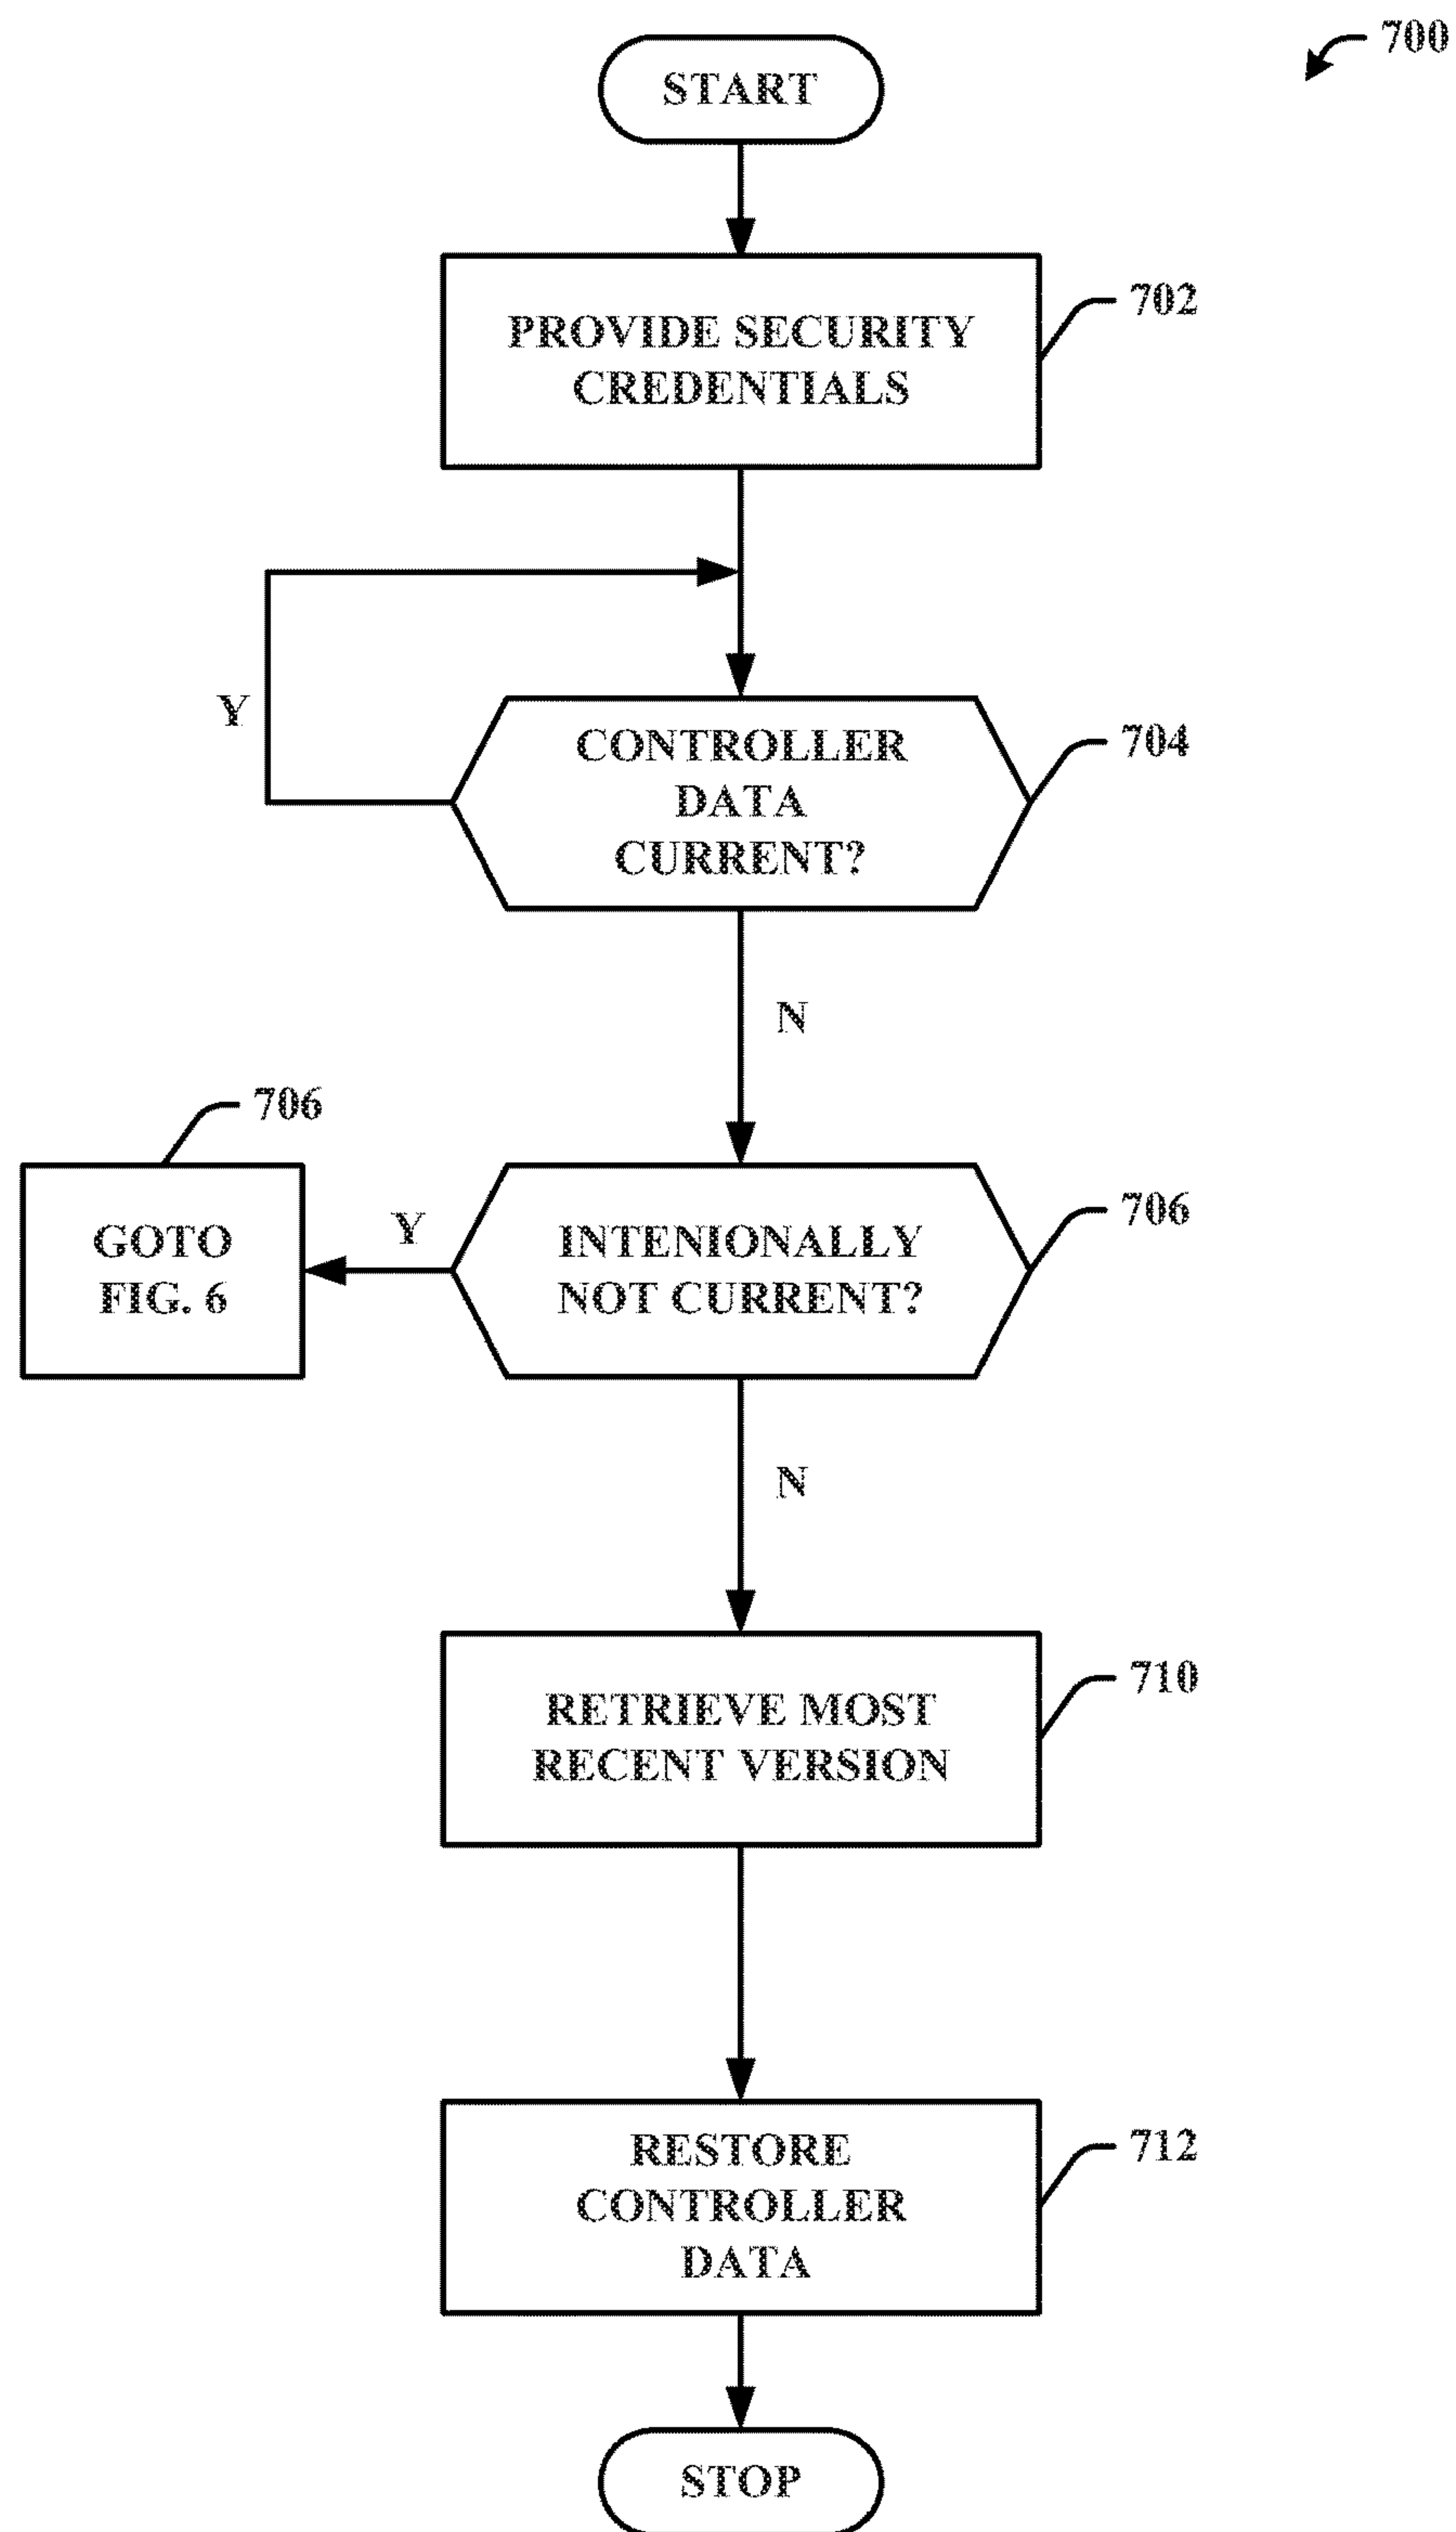 700
START
PROVIDE SECURITY
CREDENTIALS
702
Y
CONTROLLER
DATA
CURRENT?
704
N
706
GOTO
FIG. 6
Y
INTENIONALLY
NOT CURRENT?
706
N
RETRIEVE MOST
RECENT VERSION
710
RESTORE
CONTROLLER
DATA
712
STOP